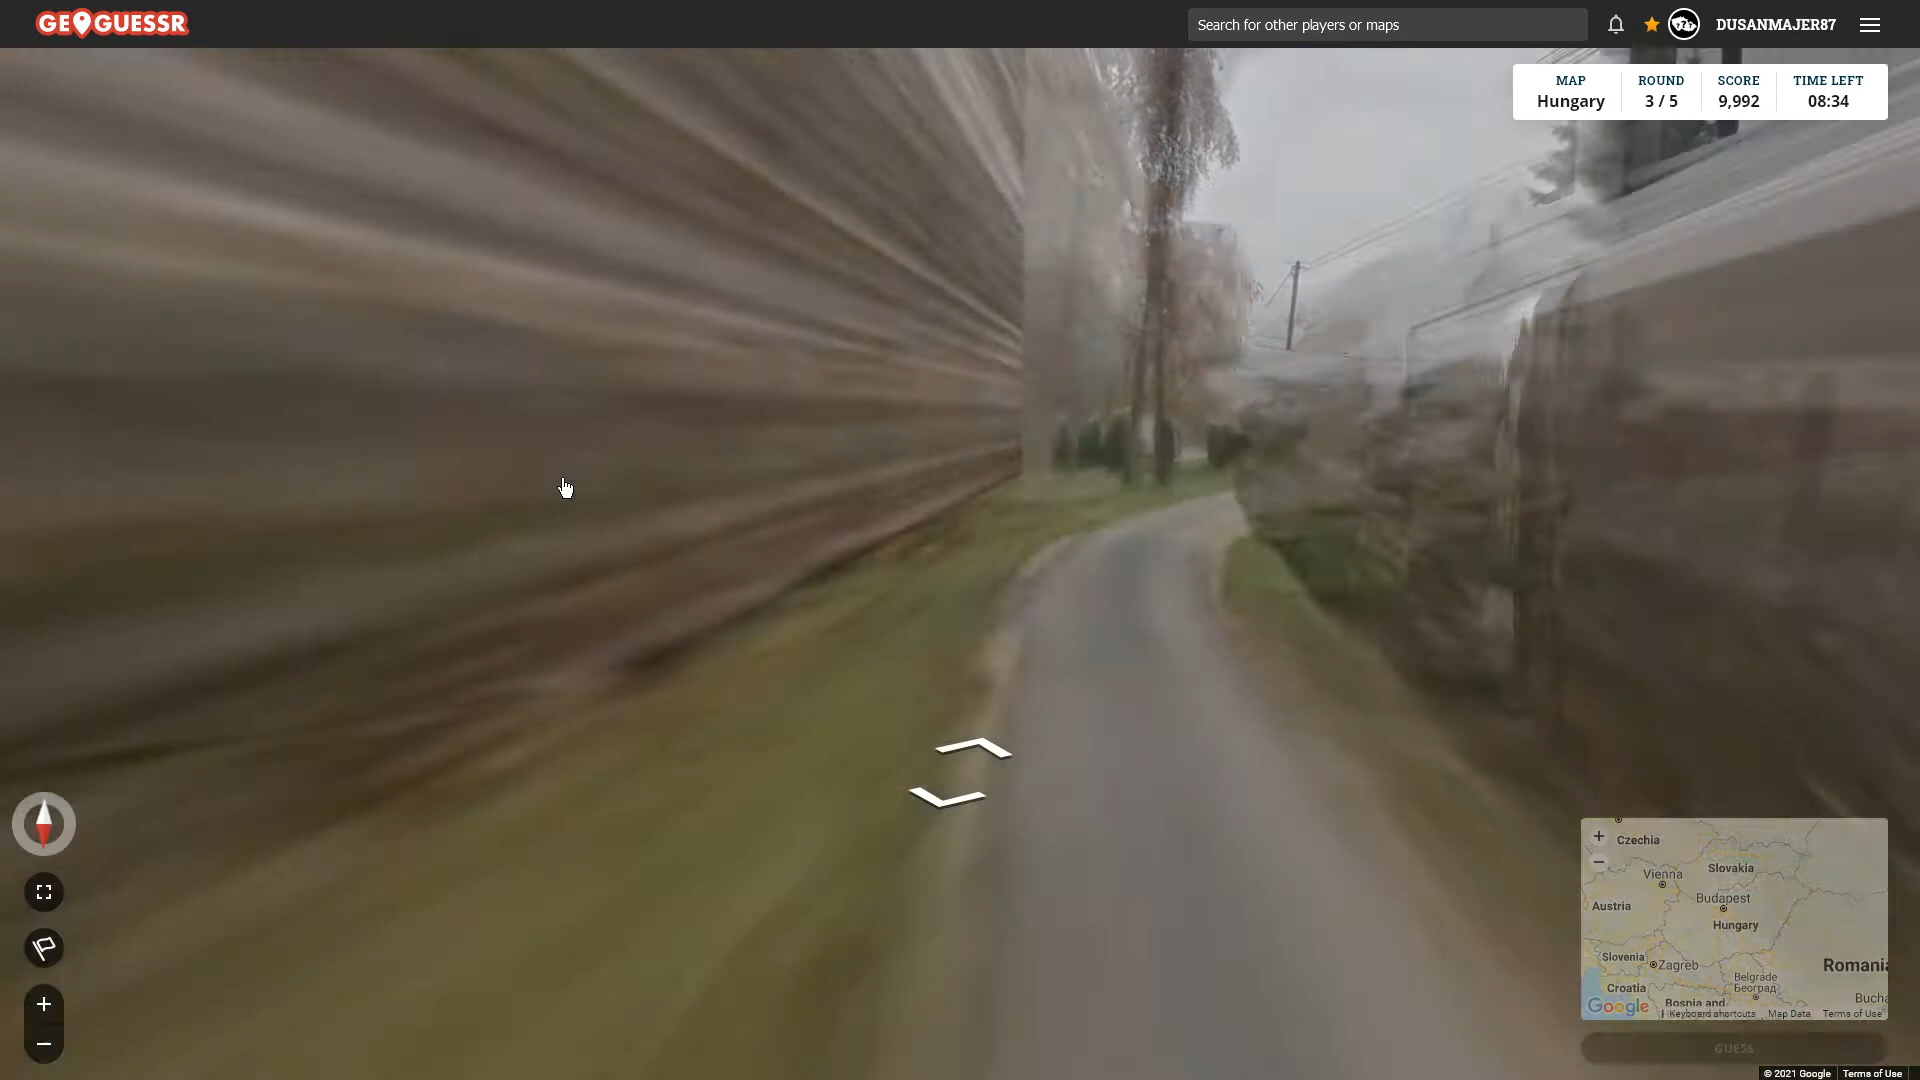 GEOGUESSR
Search for other players or maps
DUSANMAJER87
MAP
Hungary
ROUND
3 / 5
SCORE
9,992
TIME LEFT
08:34
+
−
Czechia
Slovakia
Vienna
Budapest
Austria
Hungary
Slovenia
Zagreb
Romania
Croatia
Belgrade
Београд
Bosnia and
Bucha
Google
Keyboard shortcuts
Map Data
Terms of Use
GUESS
+
−
© 2021 Google
Terms of Use